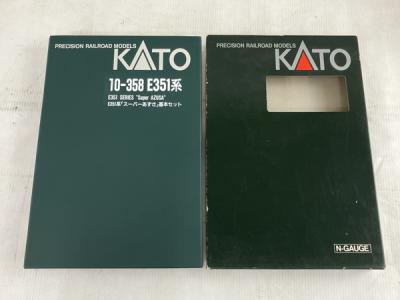 PRECISION RAILROAD MODELS
KATO
10-358 E351系
E351 SERIES "Super AZUSA"
E351系「スーパーあずさ」基本セット
PRECISION RAILROAD MODELS
KATO
N-GAUGE